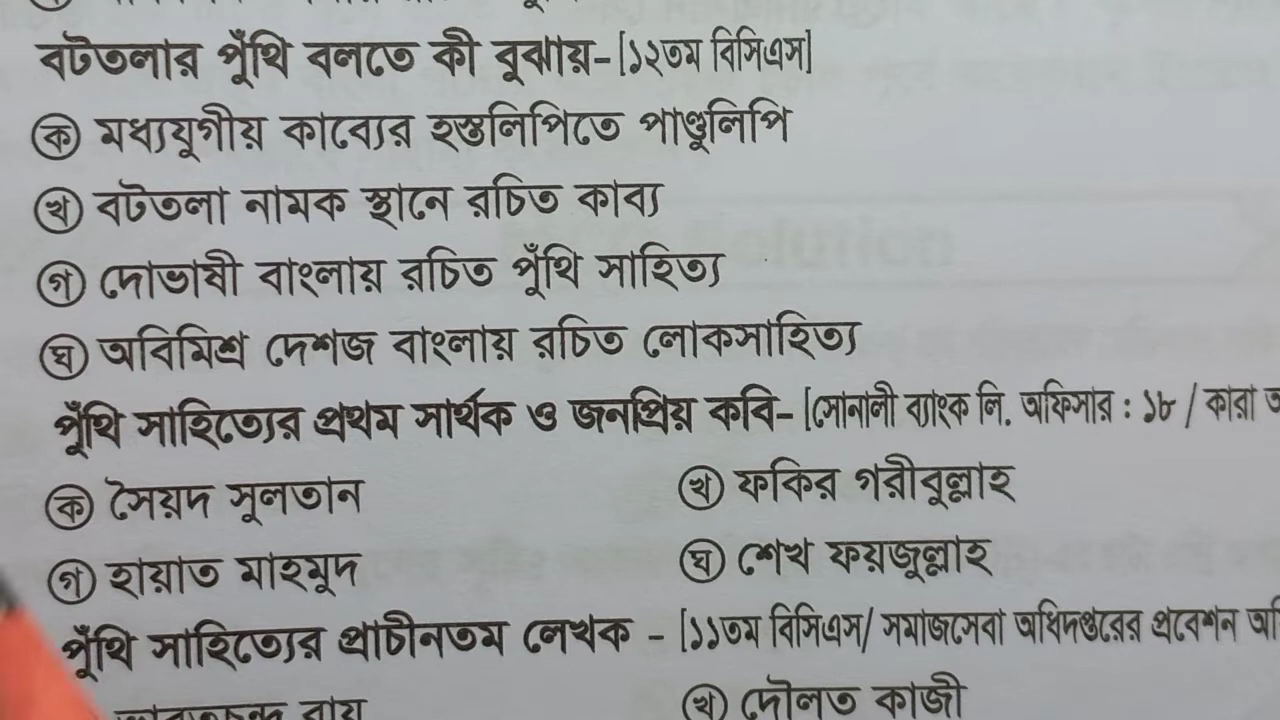 বটতলার পুঁথি বলতে কী বুঝায়-[১২তম বিসিএস]
ক মধ্যযুগীয় কাব্যের হস্তলিপিতে পাণ্ডুলিপি
খ বটতলা নামক স্থানে রচিত কাব্য
গ দোভাষী বাংলায় রচিত পুঁথি সাহিত্য
ঘ অবিমিশ্র দেশজ বাংলায় রচিত লোকসাহিত্য
পুঁথি সাহিত্যের প্রথম সার্থক ও জনপ্রিয় কবি- [সোনালী ব্যাংক লি. অফিসার : ১৮ / কারা
ক সৈয়দ সুলতান খ ফকির গরীবুল্লাহ
গ হায়াত মাহমুদ ঘ শেখ ফয়জুল্লাহ
পুঁথি সাহিত্যের প্রাচীনতম লেখক - [১১তম বিসিএস/ সমাজসেবা অধিদপ্তরের প্রবেশন
রায় খ দৌলত কাজী